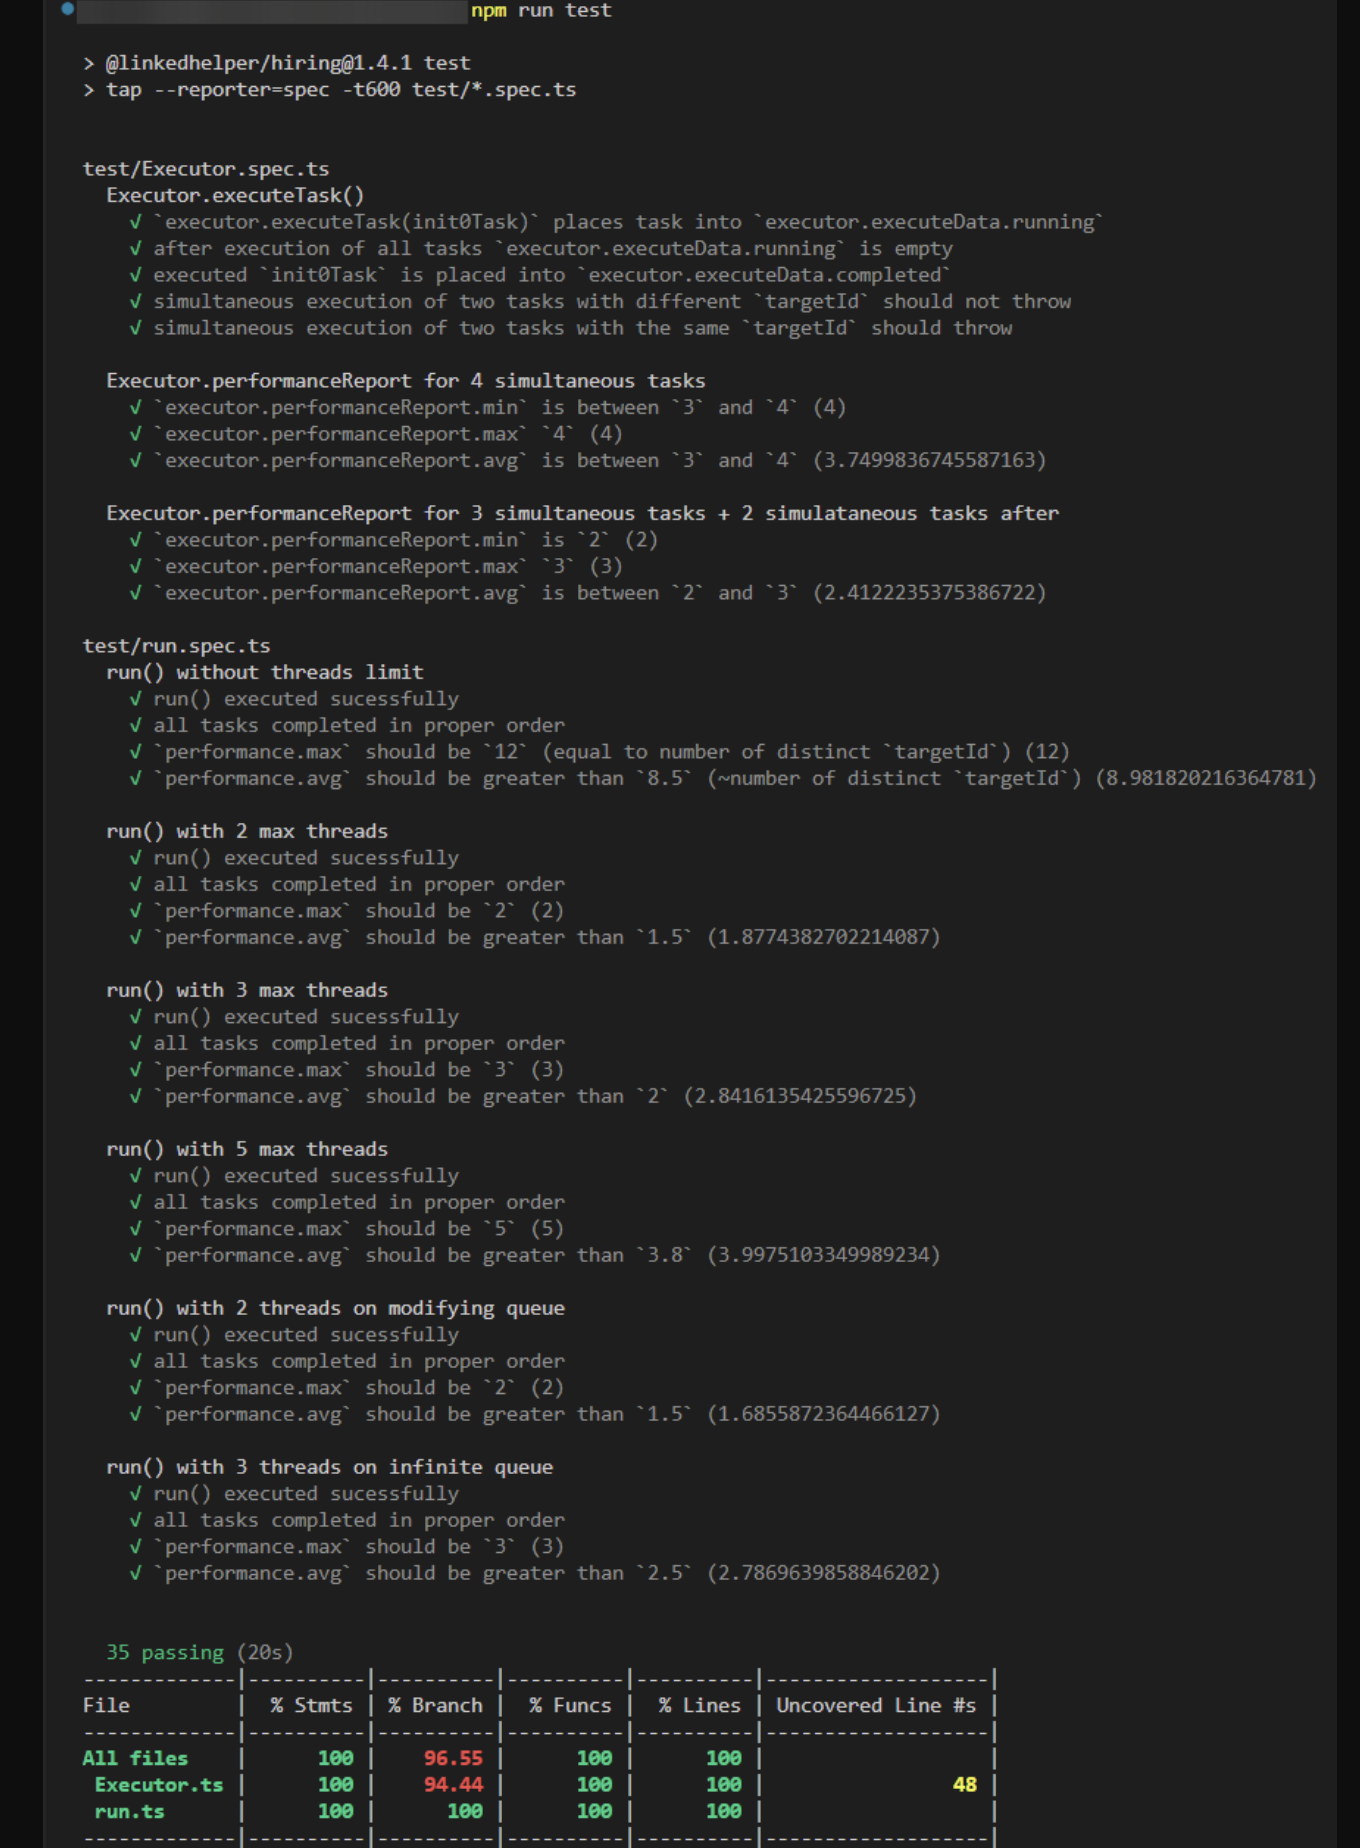 npm run test
> @linkedhelper/hiring@1.4.1 test
> tap --reporter=spec -t600 test/*.spec.ts
test/Executor.spec.ts
Executor.executeTask()
√ `executor.executeTask(init0Task)` places task into `executor.executeData.running`
√ after execution of all tasks `executor.executeData.running` is empty
√ executed `init0Task` is placed into `executor.executeData.completed`
√ simultaneous execution of two tasks with different `targetId` should not throw
√ simultaneous execution of two tasks with the same `targetId` should throw
Executor.performanceReport for 4 simultaneous tasks
√ `executor.performanceReport.min` is between `3` and `4` (4)
√ `executor.performanceReport.max` `4` (4)
√ `executor.performanceReport.avg` is between `3` and `4` (3.7499836745587163)
Executor.performanceReport for 3 simultaneous tasks + 2 simulataneous tasks after
√ `executor.performanceReport.min` is `2` (2)
√ `executor.performanceReport.max` `3` (3)
√ `executor.performanceReport.avg` is between `2` and `3` (2.4122235375386722)
test/run.spec.ts
run() without threads limit
√ run() executed sucessfully
√ all tasks completed in proper order
√ `performance.max` should be `12` (equal to number of distinct `targetId`) (12)
√ `performance.avg` should be greater than `8.5` (~number of distinct `targetId`) (8.981820216364781)
run() with 2 max threads
√ run() executed sucessfully
√ all tasks completed in proper order
√ `performance.max` should be `2` (2)
√ `performance.avg` should be greater than `1.5` (1.8774382702214087)
run() with 3 max threads
√ run() executed sucessfully
√ all tasks completed in proper order
√ `performance.max` should be `3` (3)
√ `performance.avg` should be greater than `2` (2.8416135425596725)
run() with 5 max threads
√ run() executed sucessfully
√ all tasks completed in proper order
√ `performance.max` should be `5` (5)
√ `performance.avg` should be greater than `3.8` (3.9975103349989234)
run() with 2 threads on modifying queue
√ run() executed sucessfully
√ all tasks completed in proper order
√ `performance.max` should be `2` (2)
√ `performance.avg` should be greater than `1.5` (1.6855872364466127)
run() with 3 threads on infinite queue
√ run() executed sucessfully
√ all tasks completed in proper order
√ `performance.max` should be `3` (3)
√ `performance.avg` should be greater than `2.5` (2.7869639858846202)
35 passing (20s)
-------------|----------|----------|----------|----------|-------------------|
File | % Stmts | % Branch | % Funcs | % Lines | Uncovered Line #s |
-------------|----------|----------|----------|----------|-------------------|
All files | 100 | 96.55 | 100 | 100 | |
Executor.ts | 100 | 94.44 | 100 | 100 | 48 |
run.ts | 100 | 100 | 100 | 100 | |
-------------|----------|----------|----------|----------|-------------------|